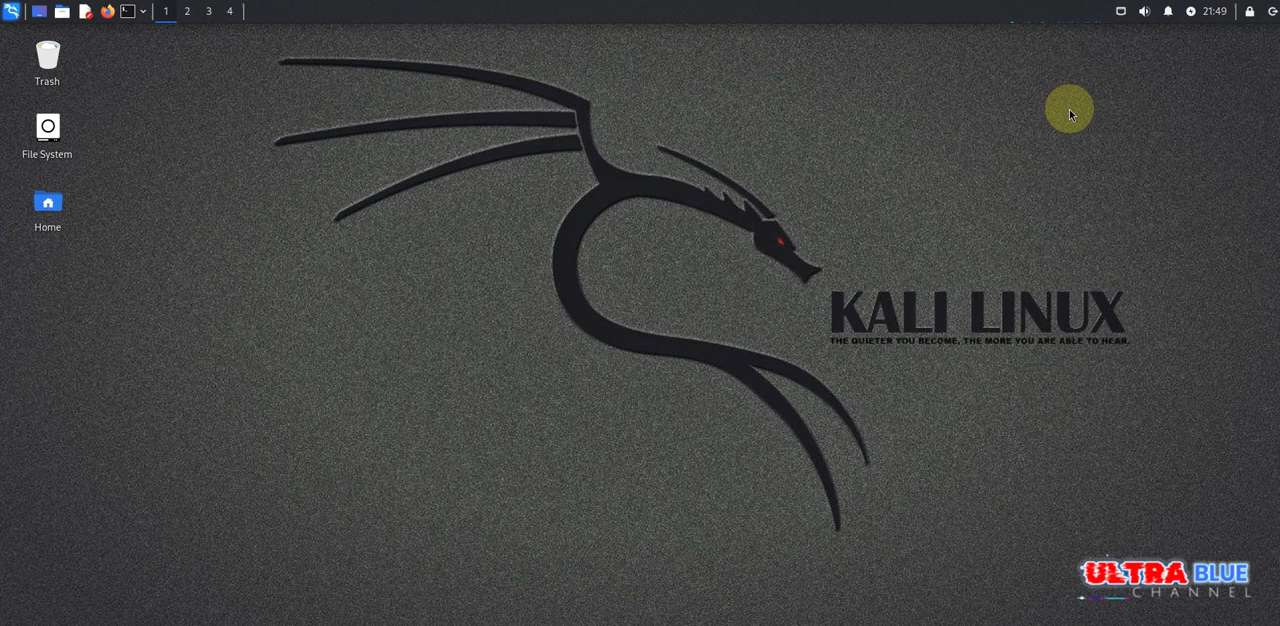 1 2 3 4
21:49
Trash
File System
Home
KALI LINUX
THE QUIETER YOU BECOME, THE MORE YOU ARE ABLE TO HEAR.
ULTRA BLUE
CHANNEL